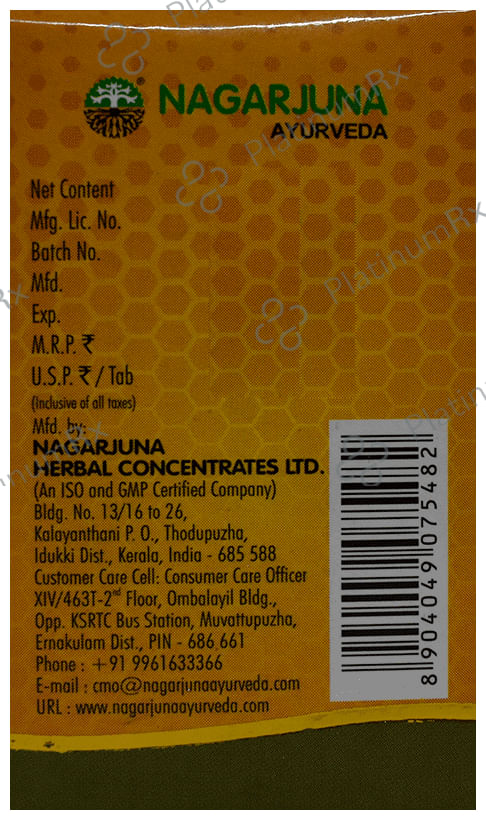 NAGARJUNA
AYURVEDA
Net Content
Mfg. Lic. No.
Batch No.
Mfd.
Exp.
M.R.P. ₹
U.S.P. ₹ / Tab
(Inclusive of all taxes)
Mfd. by:
NAGARJUNA
HERBAL CONCENTRATES LTD.
(An ISO and GMP Certified Company)
Bldg. No. 13/16 to 26,
Kalayanthani P. O., Thodupuzha,
Idukki Dist., Kerala, India - 685 588
Customer Care Cell: Consumer Care Officer
XIV/463T-2nd Floor, Ombalayil Bldg.,
Opp. KSRTC Bus Station, Muvattupuzha,
Ernakulam Dist., PIN - 686 661
Phone : +91 9961633366
E-mail : cmo@nagarjunaayurveda.com
URL : www.nagarjunaayurveda.com
8904049075482
PlatinumRx
PlatinumRx